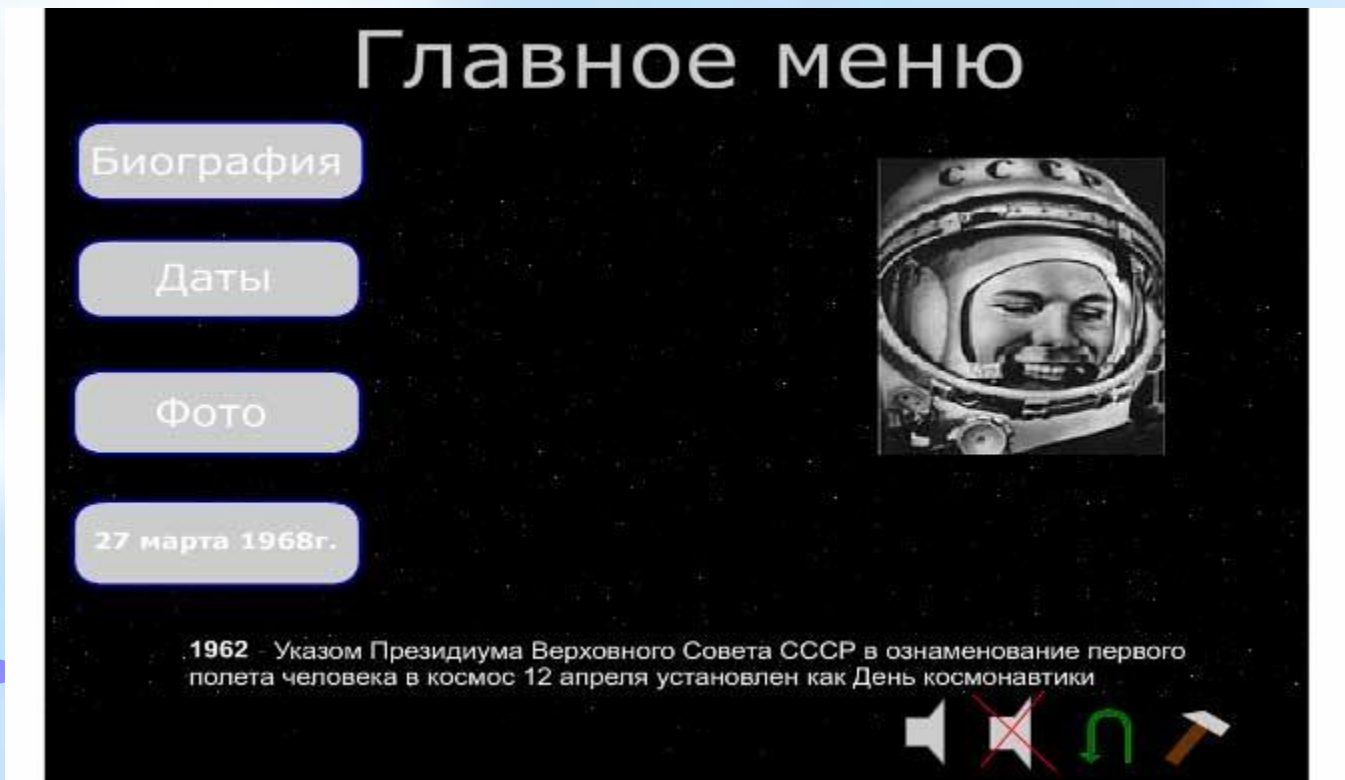 Главное меню
Биография
Даты
СССР
Фото
27 марта 1968г.
1962 - Указом Президиума Верховного Совета СССР в ознаменование первого
полета человека в космос 12 апреля установлен как День космонавтики